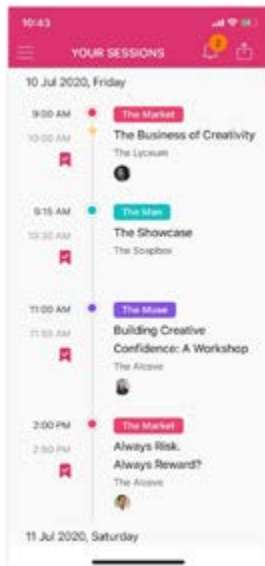 10:43
YOUR SESSIONS
2
10 Jul 2020, Friday
9:00 AM
The Market
10:00 AM
The Business of Creativity
The Lyceum
9:15 AM
The Man
10:30 AM
The Showcase
The Soapbox
11:00 AM
The Muse
11:55 AM
Building Creative
Confidence: A Workshop
The Alcove
2:00 PM
The Market
2:50 PM
Always Risk.
Always Reward?
The Alcove
11 Jul 2020, Saturday